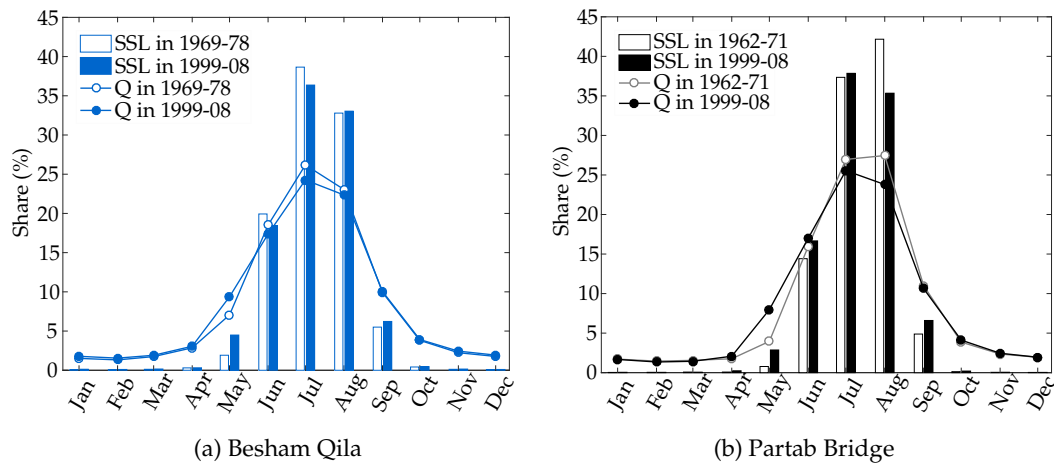 45
40
35
30
25
20
15
10
5
0
Share (%)
SSL in 1969-78
SSL in 1999-08
Q in 1969-78
Q in 1999-08
Jan Feb Mar Apr May Jun Jul Aug Sep Oct Nov Dec
(a) Besham Qila
45
40
35
30
25
20
15
10
5
0
Share (%)
SSL in 1962-71
SSL in 1999-08
Q in 1962-71
Q in 1999-08
Jan Feb Mar Apr May Jun Jul Aug Sep Oct Nov Dec
(b) Partab Bridge